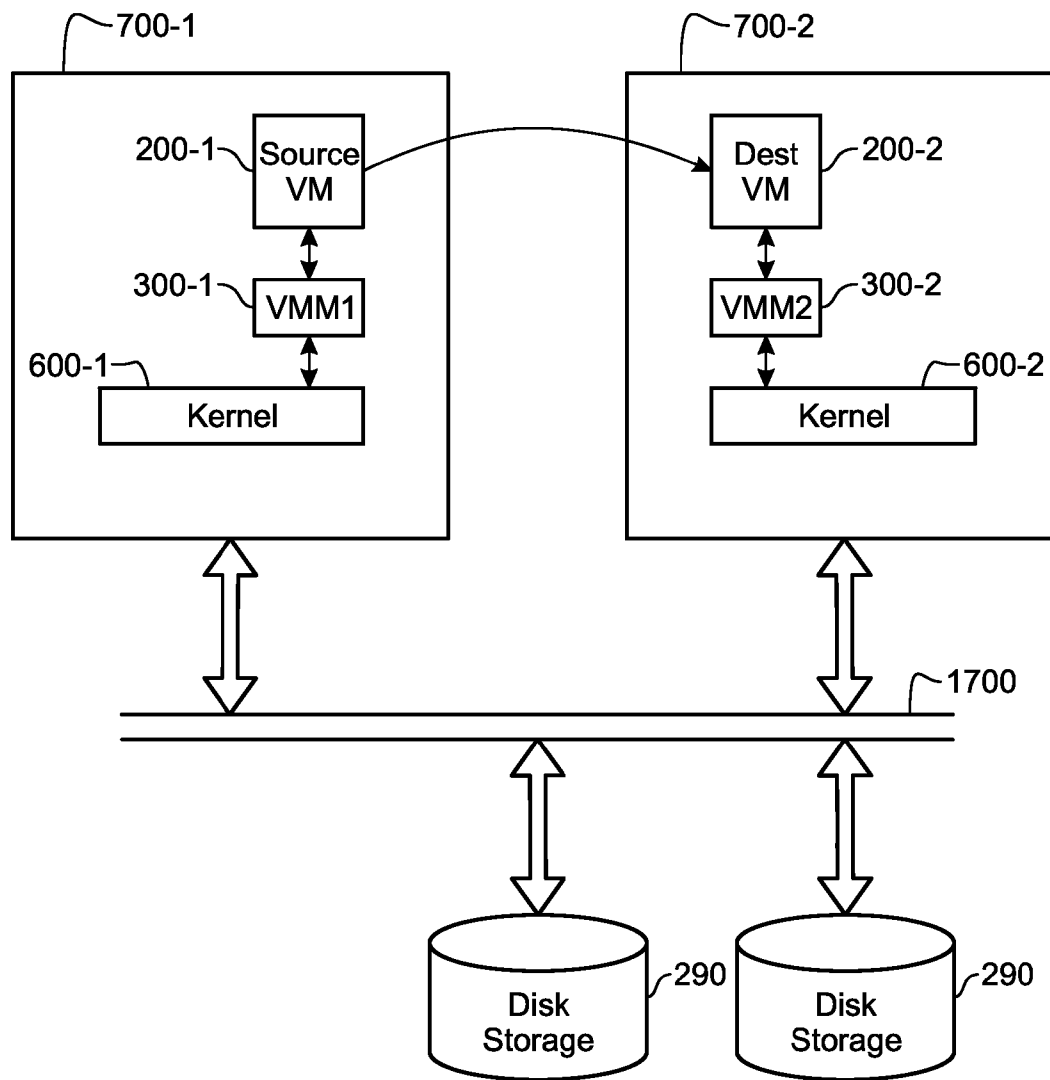 700-1
700-2
200-1
Source
VM
Dest
VM
200-2
300-1
VMM1
VMM2
300-2
600-1
Kernel
600-2
Kernel
1700
Disk
Storage
290
Disk
Storage
290